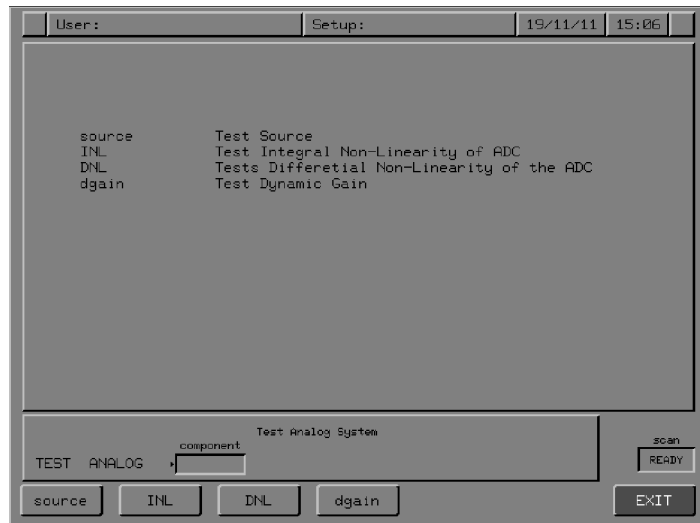 User: Setup: 19/11/11 15:06
source Test Source
INL Test Integral Non-Linearity of ADC
DNL Tests Differetial Non-Linearity of the ADC
dgain Test Dynamic Gain
Test Analog System
component
scan
TEST ANALOG
READY
source INL DNL dgain EXIT